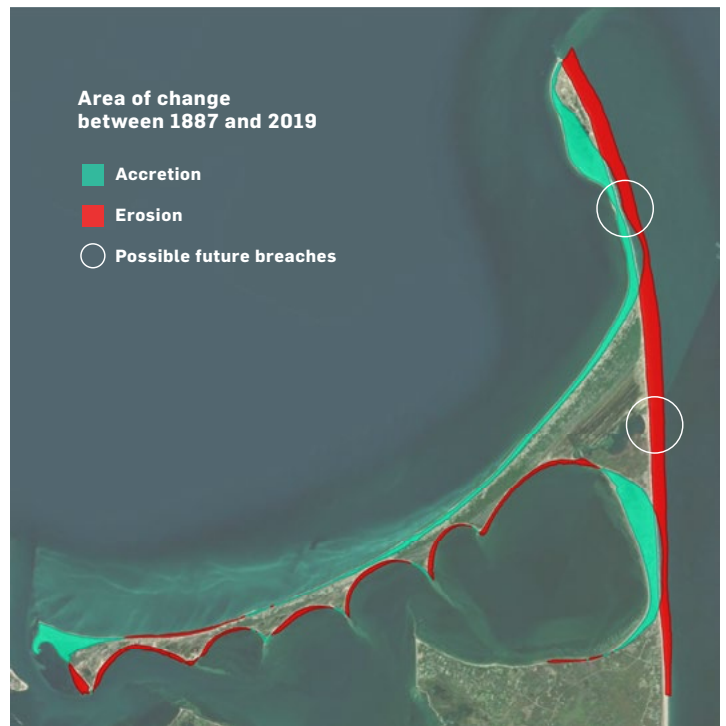 Area of change
between 1887 and 2019
Accretion
Erosion
Possible future breaches